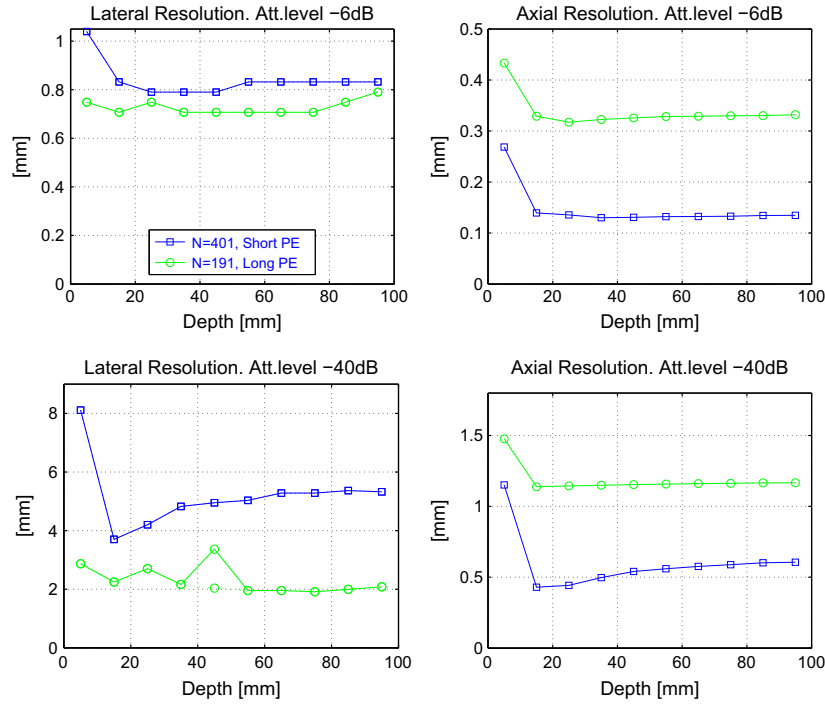 Lateral Resolution. Att.level −6dB
1
0.8
0.6
0.4
0.2
0
[mm]
N=401, Short PE
N=191, Long PE
0 20 40 60 80 100
Depth [mm]
Axial Resolution. Att.level −6dB
0.5
0.4
0.3
0.2
0.1
0
[mm]
0 20 40 60 80 100
Depth [mm]
Lateral Resolution. Att.level −40dB
8
6
4
2
0
[mm]
0 20 40 60 80 100
Depth [mm]
Axial Resolution. Att.level −40dB
1.5
1
0.5
0
[mm]
0 20 40 60 80 100
Depth [mm]